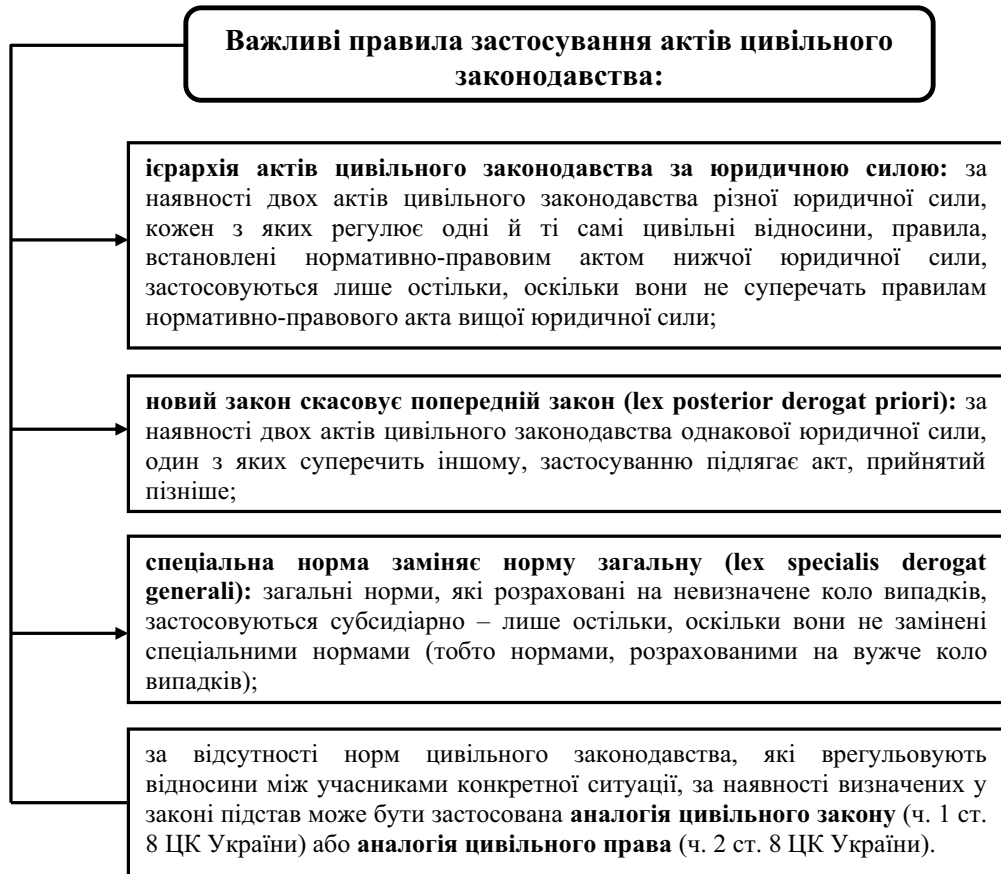 Важливі правила застосування актів цивільного
законодавства:
ієрархія актів цивільного законодавства за юридичною силою: за
наявності двох актів цивільного законодавства різної юридичної сили,
кожен з яких регулює одні й ті самі цивільні відносини, правила,
встановлені нормативно-правовим актом нижчої юридичної сили,
застосовуються лише остільки, оскільки вони не суперечать правилам
нормативно-правового акта вищої юридичної сили;
новий закон скасовує попередній закон (lex posterior derogat priori): за
наявності двох актів цивільного законодавства однакової юридичної сили,
один з яких суперечить іншому, застосуванню підлягає акт, прийнятий
пізніше;
спеціальна норма заміняє норму загальну (lex specialis derogat
generali): загальні норми, які розраховані на невизначене коло випадків,
застосовуються субсидіарно – лише остільки, оскільки вони не замінені
спеціальними нормами (тобто нормами, розрахованими на вужче коло
випадків);
за відсутності норм цивільного законодавства, які врегульовують
відносини між учасниками конкретної ситуації, за наявності визначених у
законі підстав може бути застосована аналогія цивільного закону (ч. 1 ст.
8 ЦК України) або аналогія цивільного права (ч. 2 ст. 8 ЦК України).